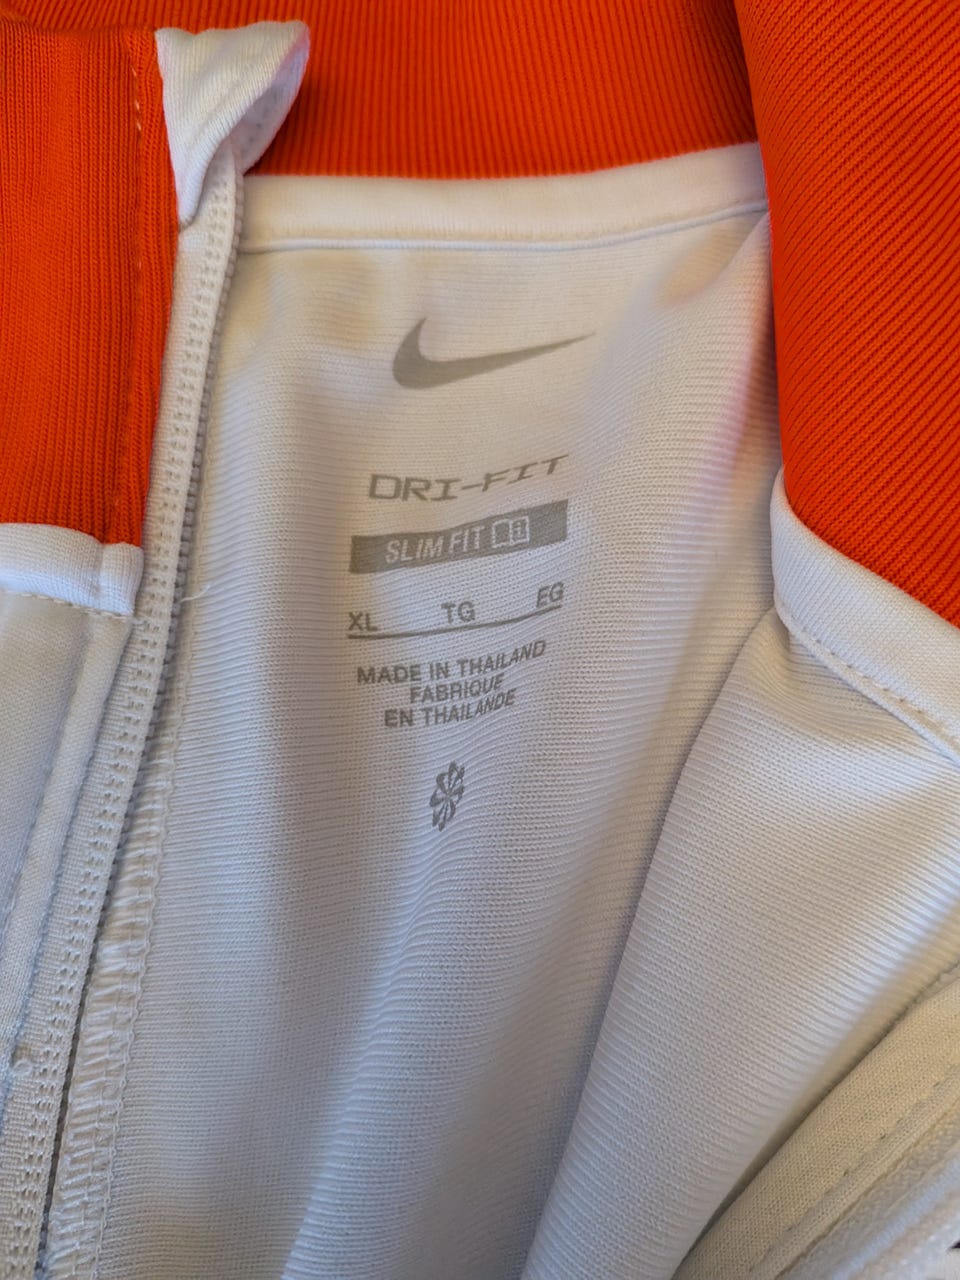 DRI-FIT
SLIM FIT
XL TG EG
MADE IN THAILAND
FABRIQUE
EN THAILANDE